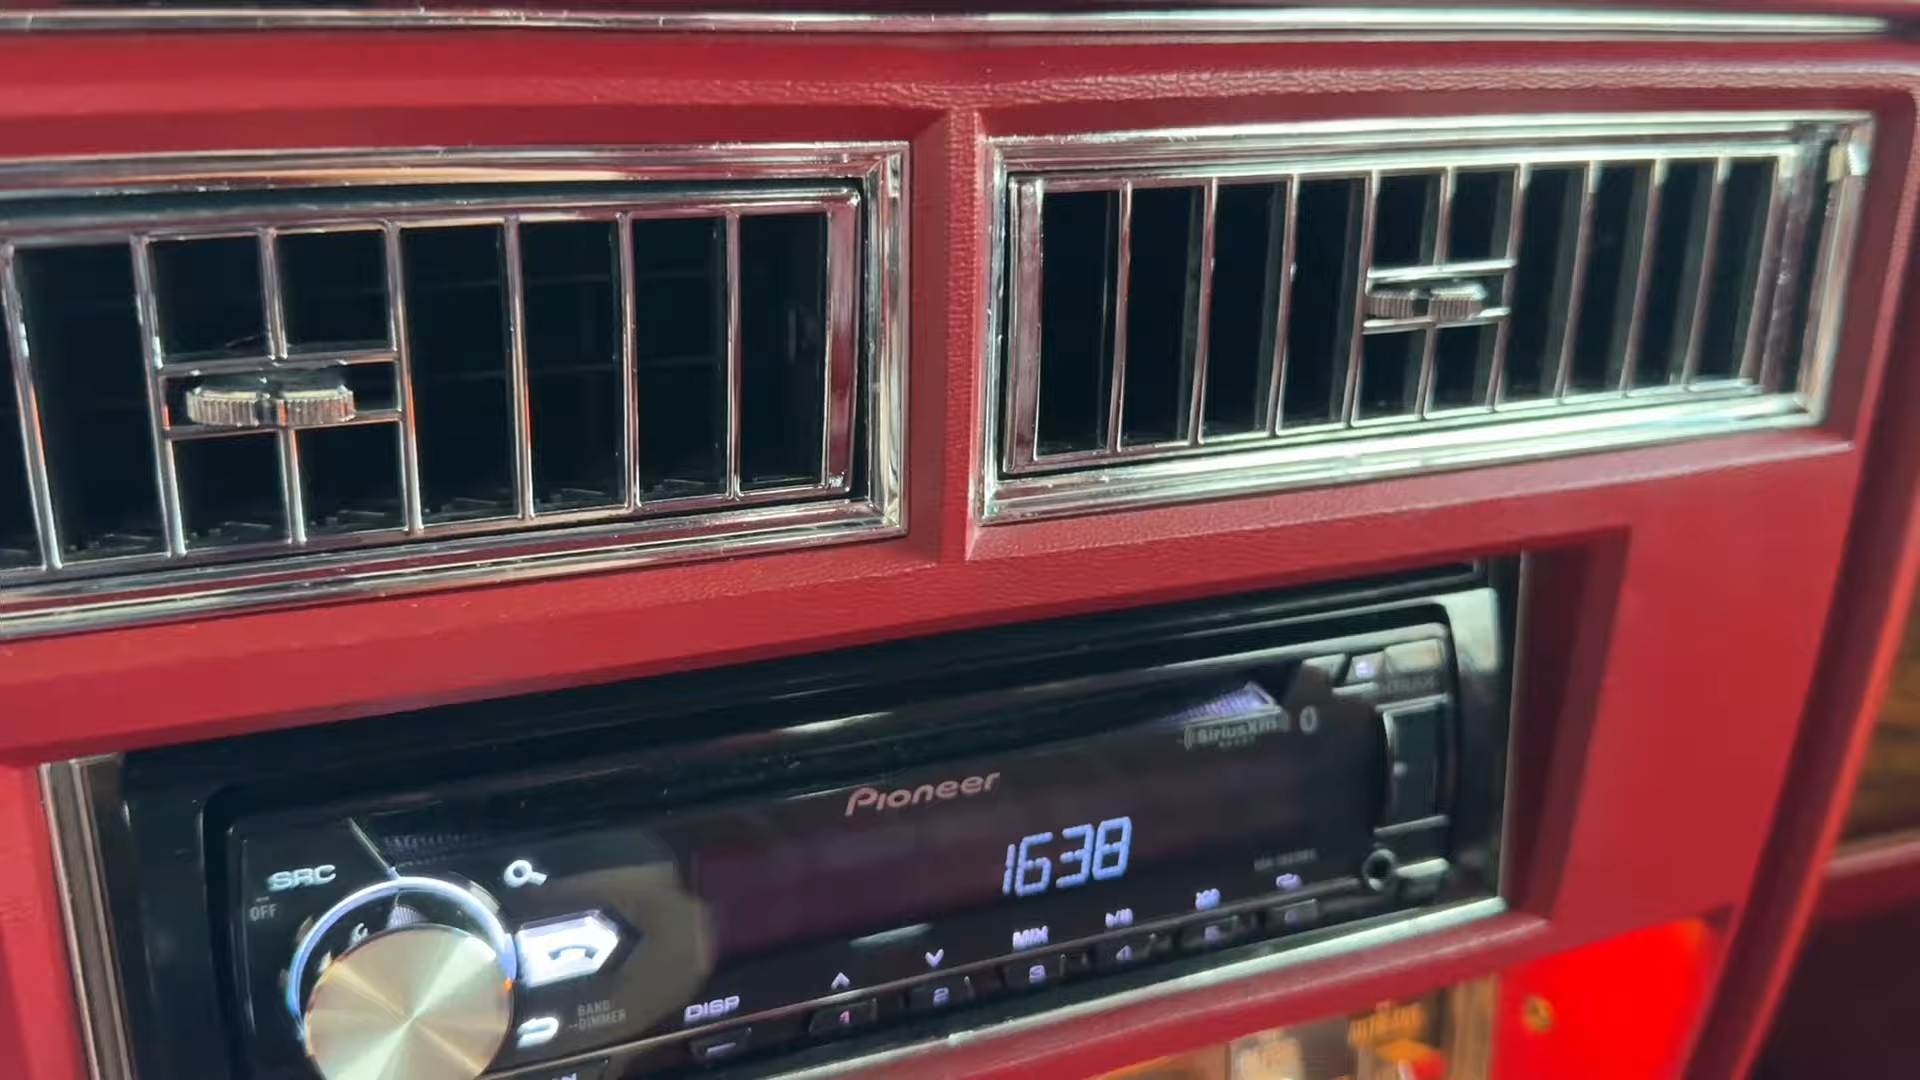 SiriusXM
Pioneer
1638
SRC
OFF
BAND/
DIMMER
DISP
MIX
1
2
3
4
5
6